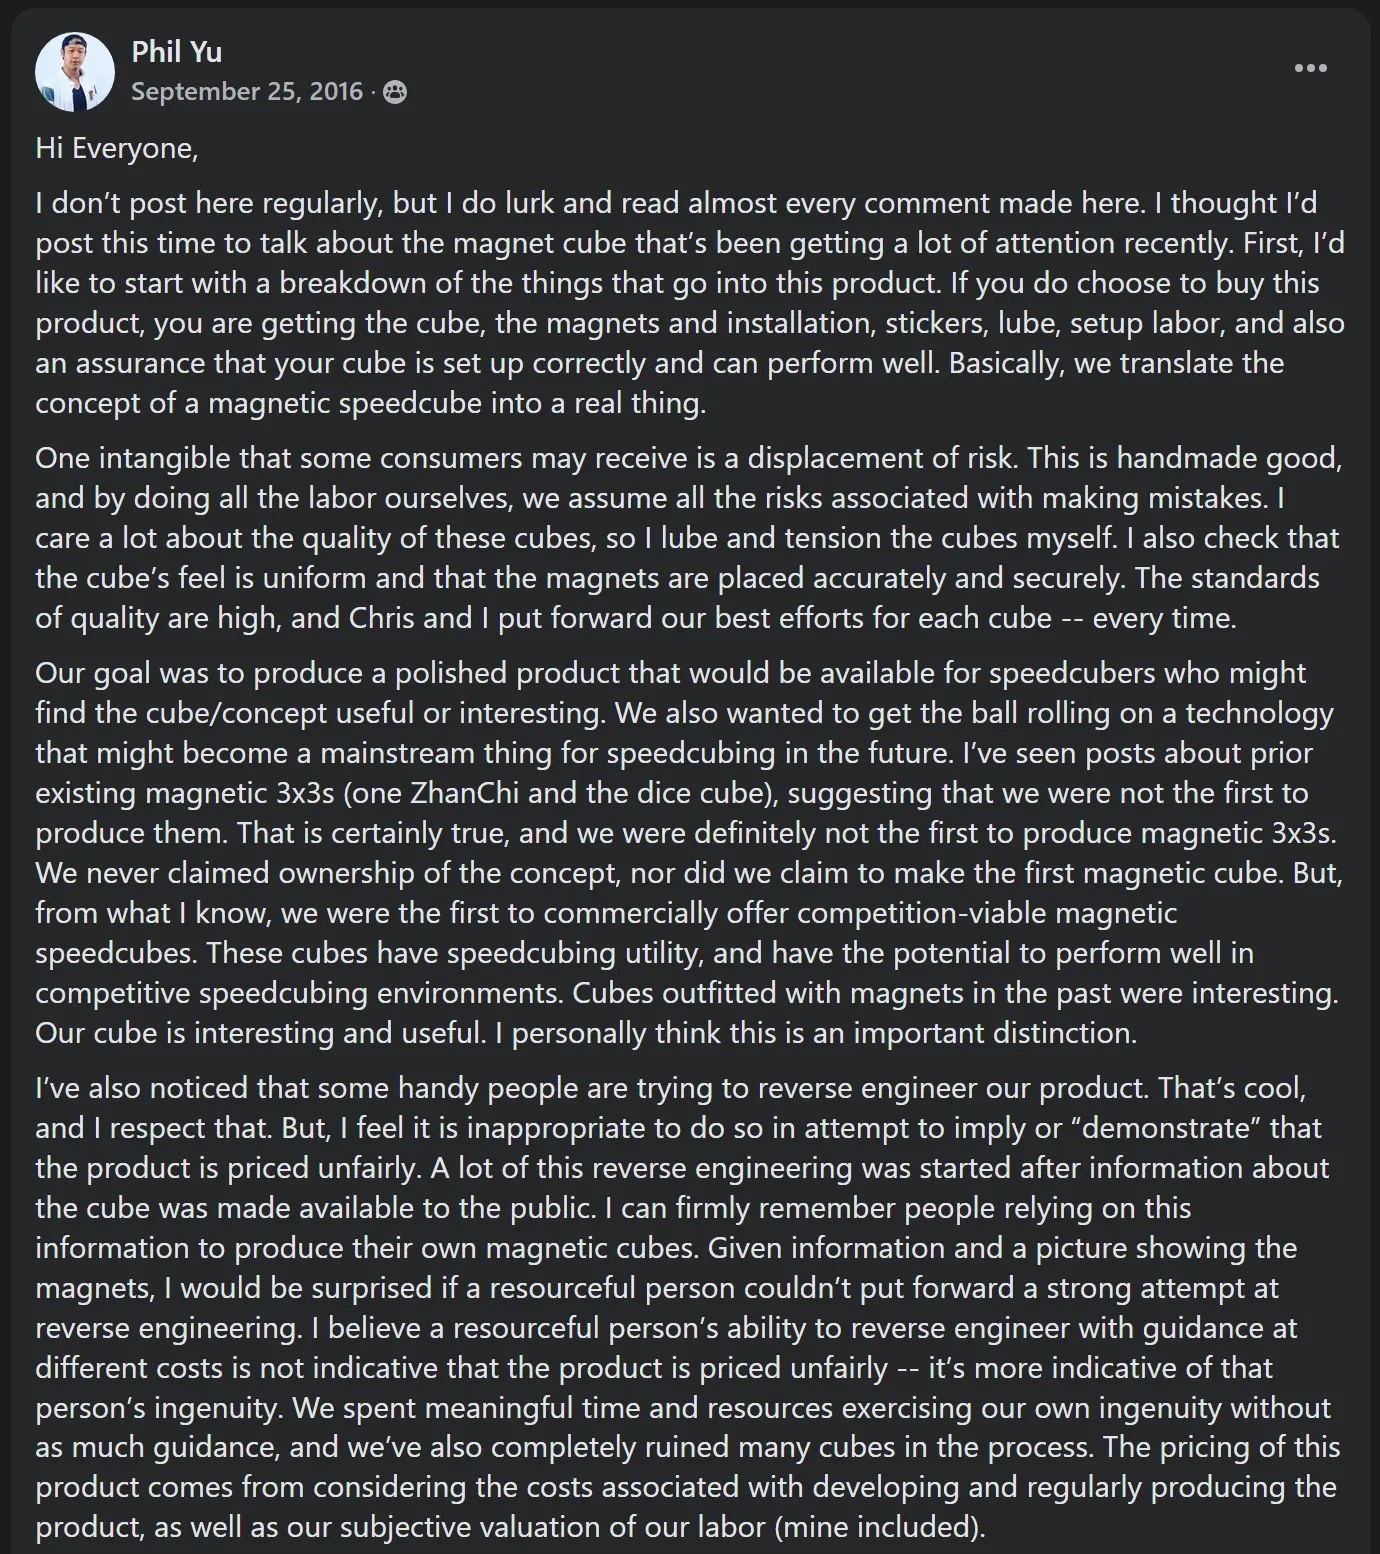 Phil Yu
September 25, 2016 ·
Hi Everyone,
I don’t post here regularly, but I do lurk and read almost every comment made here. I thought I’d
post this time to talk about the magnet cube that’s been getting a lot of attention recently. First, I’d
like to start with a breakdown of the things that go into this product. If you do choose to buy this
product, you are getting the cube, the magnets and installation, stickers, lube, setup labor, and also
an assurance that your cube is set up correctly and can perform well. Basically, we translate the
concept of a magnetic speedcube into a real thing.
One intangible that some consumers may receive is a displacement of risk. This is handmade good,
and by doing all the labor ourselves, we assume all the risks associated with making mistakes. I
care a lot about the quality of these cubes, so I lube and tension the cubes myself. I also check that
the cube’s feel is uniform and that the magnets are placed accurately and securely. The standards
of quality are high, and Chris and I put forward our best efforts for each cube -- every time.
Our goal was to produce a polished product that would be available for speedcubers who might
find the cube/concept useful or interesting. We also wanted to get the ball rolling on a technology
that might become a mainstream thing for speedcubing in the future. I’ve seen posts about prior
existing magnetic 3x3s (one ZhanChi and the dice cube), suggesting that we were not the first to
produce them. That is certainly true, and we were definitely not the first to produce magnetic 3x3s.
We never claimed ownership of the concept, nor did we claim to make the first magnetic cube. But,
from what I know, we were the first to commercially offer competition-viable magnetic
speedcubes. These cubes have speedcubing utility, and have the potential to perform well in
competitive speedcubing environments. Cubes outfitted with magnets in the past were interesting.
Our cube is interesting and useful. I personally think this is an important distinction.
I’ve also noticed that some handy people are trying to reverse engineer our product. That’s cool,
and I respect that. But, I feel it is inappropriate to do so in attempt to imply or “demonstrate” that
the product is priced unfairly. A lot of this reverse engineering was started after information about
the cube was made available to the public. I can firmly remember people relying on this
information to produce their own magnetic cubes. Given information and a picture showing the
magnets, I would be surprised if a resourceful person couldn’t put forward a strong attempt at
reverse engineering. I believe a resourceful person’s ability to reverse engineer with guidance at
different costs is not indicative that the product is priced unfairly -- it’s more indicative of that
person’s ingenuity. We spent meaningful time and resources exercising our own ingenuity without
as much guidance, and we’ve also completely ruined many cubes in the process. The pricing of this
product comes from considering the costs associated with developing and regularly producing the
product, as well as our subjective valuation of our labor (mine included).